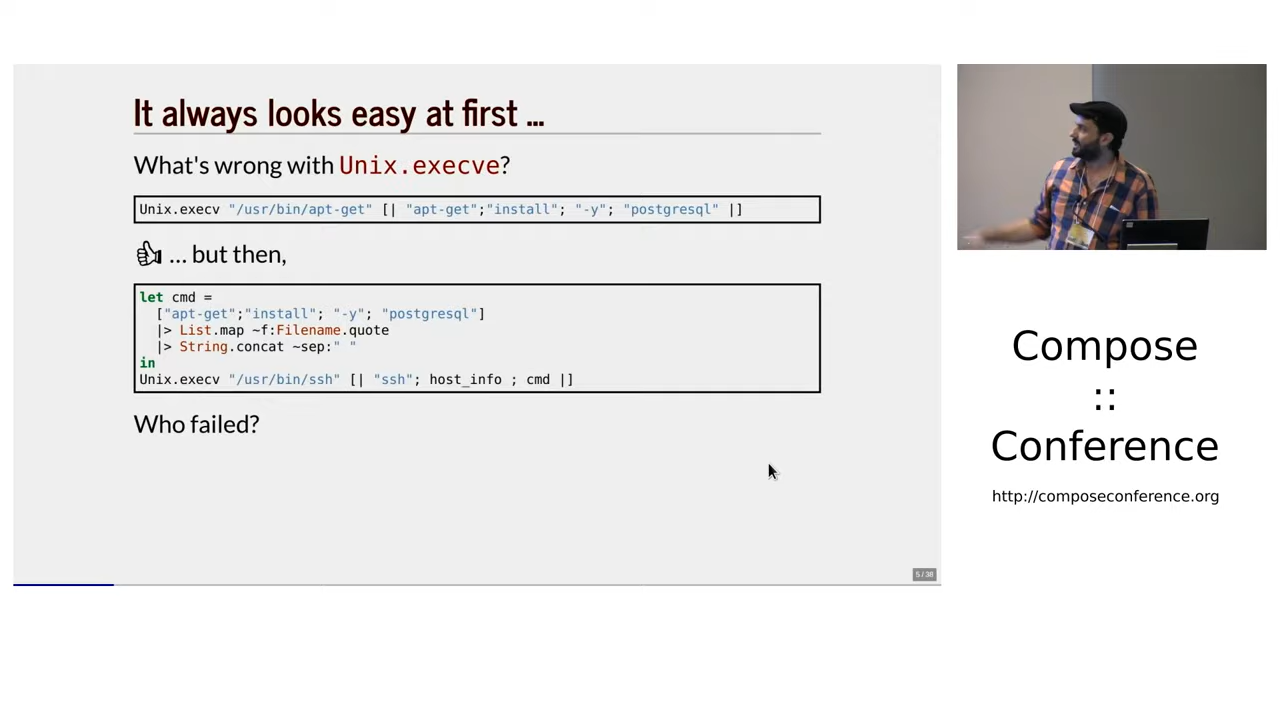 It always looks easy at first ...
What's wrong with Unix.execve?
Unix.execv "/usr/bin/apt-get" [| "apt-get";"install"; "-y"; "postgresql" |]
👍 ... but then,
let cmd =
  ["apt-get";"install"; "-y"; "postgresql"]
  |> List.map ~f:Filename.quote
  |> String.concat ~sep:" "
in
Unix.execv "/usr/bin/ssh" [| "ssh"; host_info ; cmd |]
Who failed?
5 / 38
Compose
::
Conference
http://composeconference.org